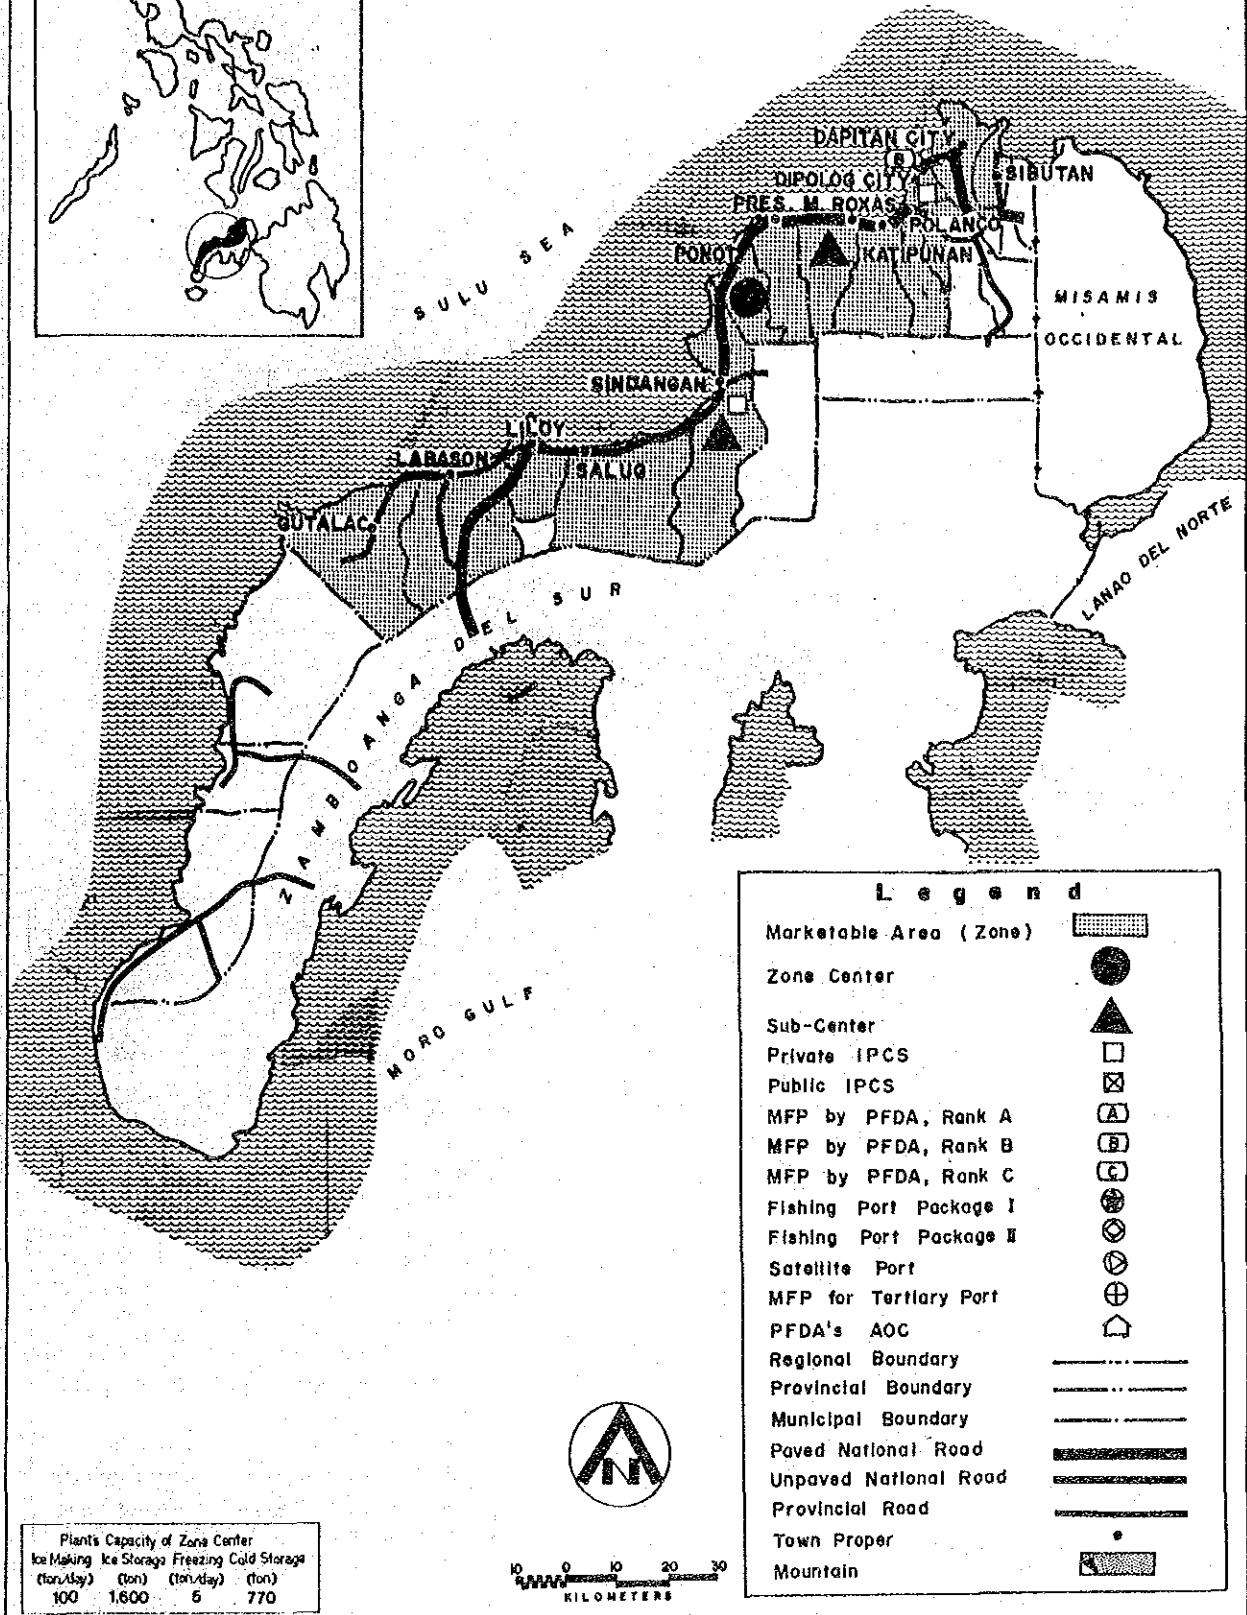 DAPITAN CITY
B
DIPOLOG CITY
SIBUTAN
PRES. M. ROXAS
POLANCO
PONOT
KATIPUNAN
SULU SEA
MISAMIS
OCCIDENTAL
SINDANGAN
LILOY
LABASON
SALUG
GUTALAC
LANAO DEL NORTE
ZAMBOANGA DEL SUR
MORO GULF
Legend
Marketable Area (Zone)
Zone Center
Sub-Center
Private IPCS
Public IPCS
MFP by PFDA, Rank A A
MFP by PFDA, Rank B B
MFP by PFDA, Rank C C
Fishing Port Package I
Fishing Port Package II
Satellite Port
MFP for Tertiary Port
PFDA's AOC
Regional Boundary
Provincial Boundary
Municipal Boundary
Paved National Road
Unpaved National Road
Provincial Road
Town Proper
Mountain
N
Plant's Capacity of Zone Center
Ice Making Ice Storage Freezing Cold Storage
(ton/day) (ton) (ton/day) (ton)
100 1,600 5 770
10 0 10 20 30
KILOMETERS